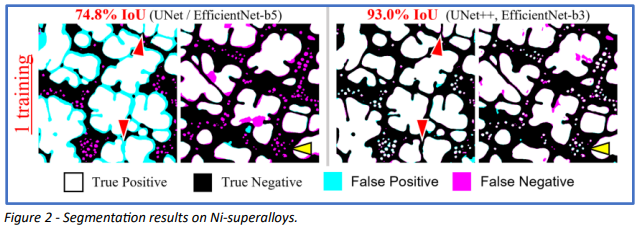 74.8% IoU (UNet / EfficientNet-b5)
93.0% IoU (UNet++, EfficientNet-b3)
1 training
True Positive
True Negative
False Positive
False Negative
Figure 2 - Segmentation results on Ni-superalloys.